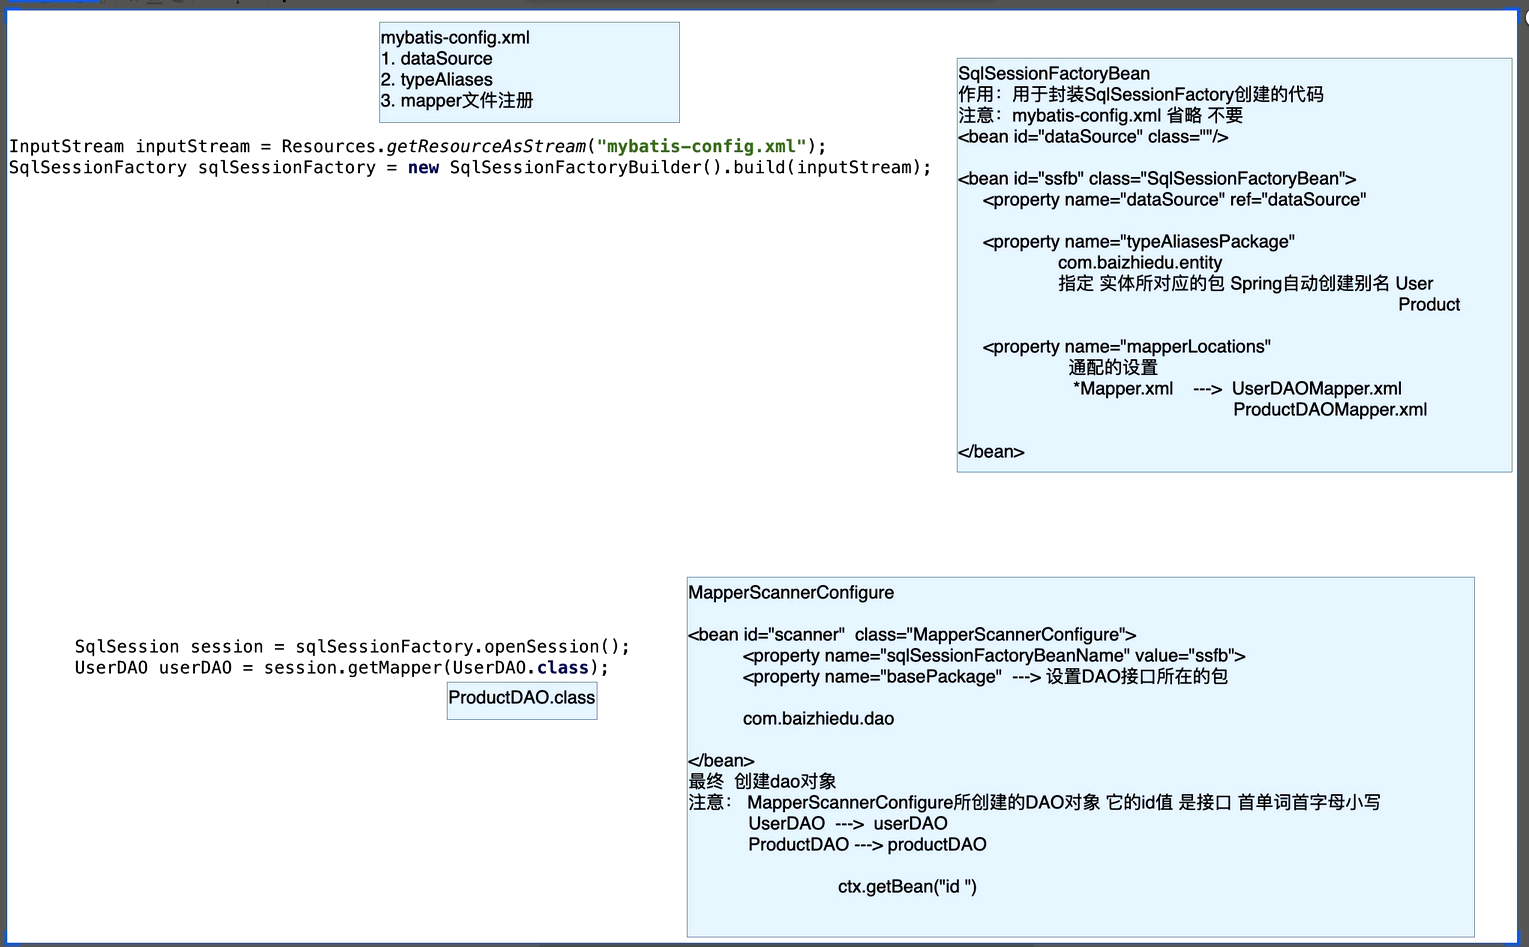 mybatis-config.xml
1. dataSource
2. typeAliases
3. mapper文件注册
InputStream inputStream = Resources.getResourceAsStream("mybatis-config.xml");
SqlSessionFactory sqlSessionFactory = new SqlSessionFactoryBuilder().build(inputStream);
SqlSessionFactoryBean
作用：用于封装SqlSessionFactory创建的代码
注意：mybatis-config.xml 省略 不要
<bean id="dataSource" class=""/>
<bean id="ssfb" class="SqlSessionFactoryBean">
<property name="dataSource" ref="dataSource"
<property name="typeAliasesPackage"
com.baizhiedu.entity
指定 实体所对应的包 Spring自动创建别名 User
Product
<property name="mapperLocations"
通配的设置
*Mapper.xml ---> UserDAOMapper.xml
ProductDAOMapper.xml
</bean>
SqlSession session = sqlSessionFactory.openSession();
UserDAO userDAO = session.getMapper(UserDAO.class);
ProductDAO.class
MapperScannerConfigure
<bean id="scanner" class="MapperScannerConfigure">
<property name="sqlSessionFactoryBeanName" value="ssfb">
<property name="basePackage" ---> 设置DAO接口所在的包
com.baizhiedu.dao
</bean>
最终 创建dao对象
注意： MapperScannerConfigure所创建的DAO对象 它的id值 是接口 首单词首字母小写
UserDAO ---> userDAO
ProductDAO ---> productDAO
ctx.getBean("id ")